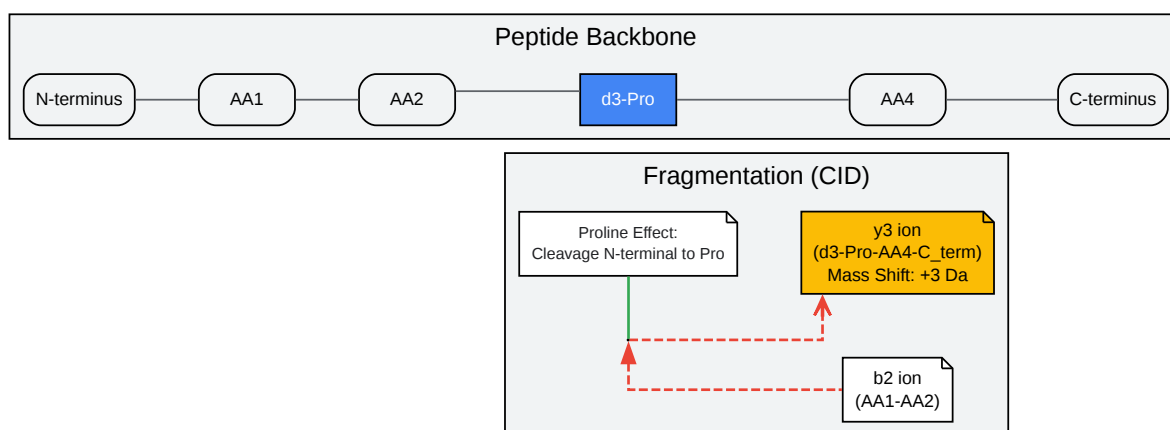 Peptide Backbone
N-terminus
AA1
AA2
d3-Pro
AA4
C-terminus
Fragmentation (CID)
Proline Effect:
Cleavage N-terminal to Pro
y3 ion
(d3-Pro-AA4-C_term)
Mass Shift: +3 Da
b2 ion
(AA1-AA2)